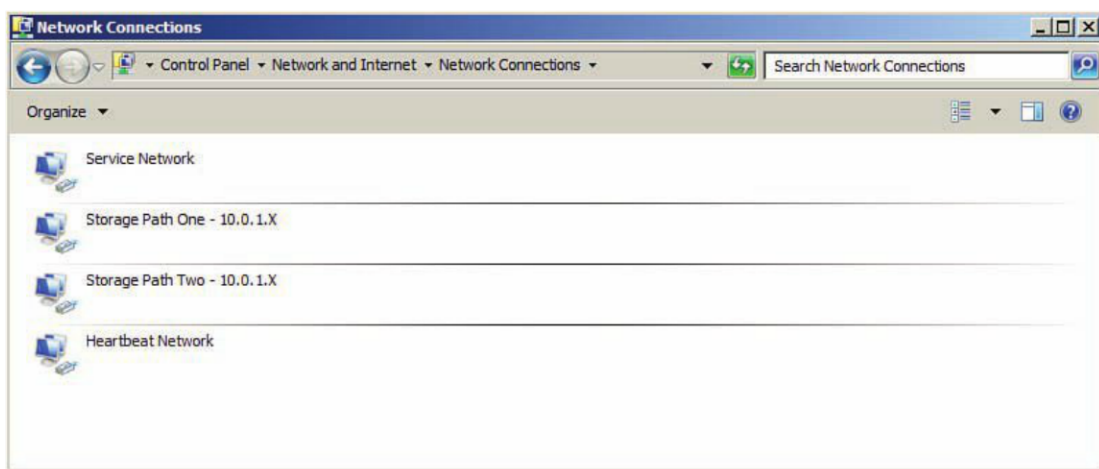 Network Connections
Control Panel Network and Internet Network Connections
Search Network Connections
Organize
Service Network
Storage Path One - 10.0.1.X
Storage Path Two - 10.0.1.X
Heartbeat Network